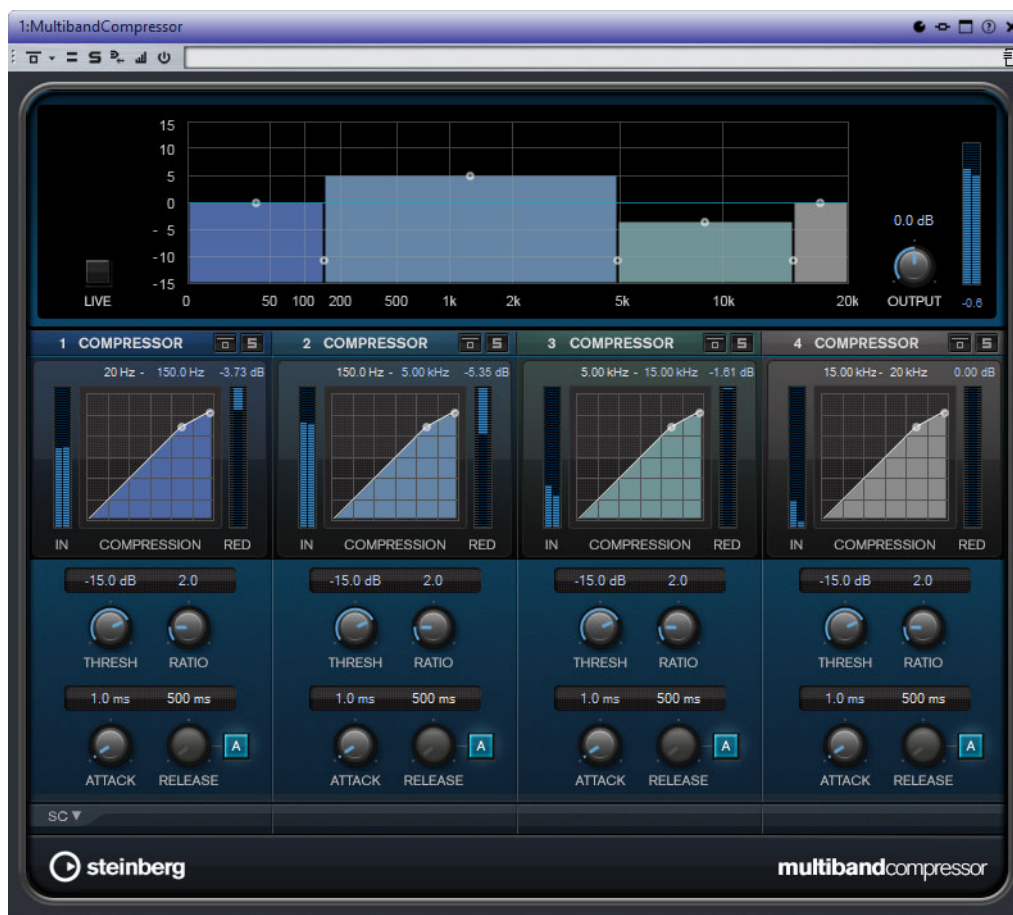 1:MultibandCompressor
15
10
5
0
- 5
-10
-15
0 50 100 200 500 1k 2k 5k 10k 20k
LIVE
0.0 dB
OUTPUT
-0.6
1 COMPRESSOR S
2 COMPRESSOR S
3 COMPRESSOR S
4 COMPRESSOR S
20 Hz - 150.0 Hz -3.73 dB
150.0 Hz - 5.00 kHz -5.35 dB
5.00 kHz - 15.00 kHz -1.61 dB
15.00 kHz - 20 kHz 0.00 dB
IN COMPRESSION RED
IN COMPRESSION RED
IN COMPRESSION RED
IN COMPRESSION RED
-15.0 dB 2.0
-15.0 dB 2.0
-15.0 dB 2.0
-15.0 dB 2.0
THRESH RATIO
THRESH RATIO
THRESH RATIO
THRESH RATIO
1.0 ms 500 ms
1.0 ms 500 ms
1.0 ms 500 ms
1.0 ms 500 ms
A
A
A
A
ATTACK RELEASE
ATTACK RELEASE
ATTACK RELEASE
ATTACK RELEASE
SC
steinberg
multibandcompressor